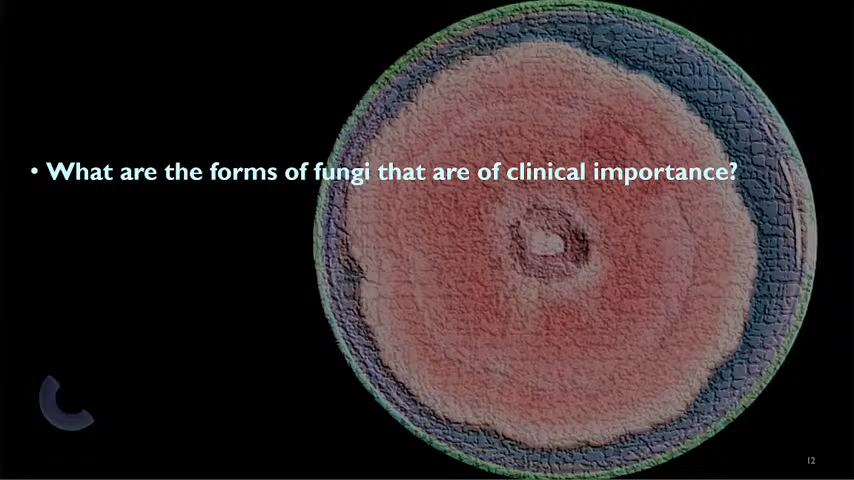 • What are the forms of fungi that are of clinical importance?
12